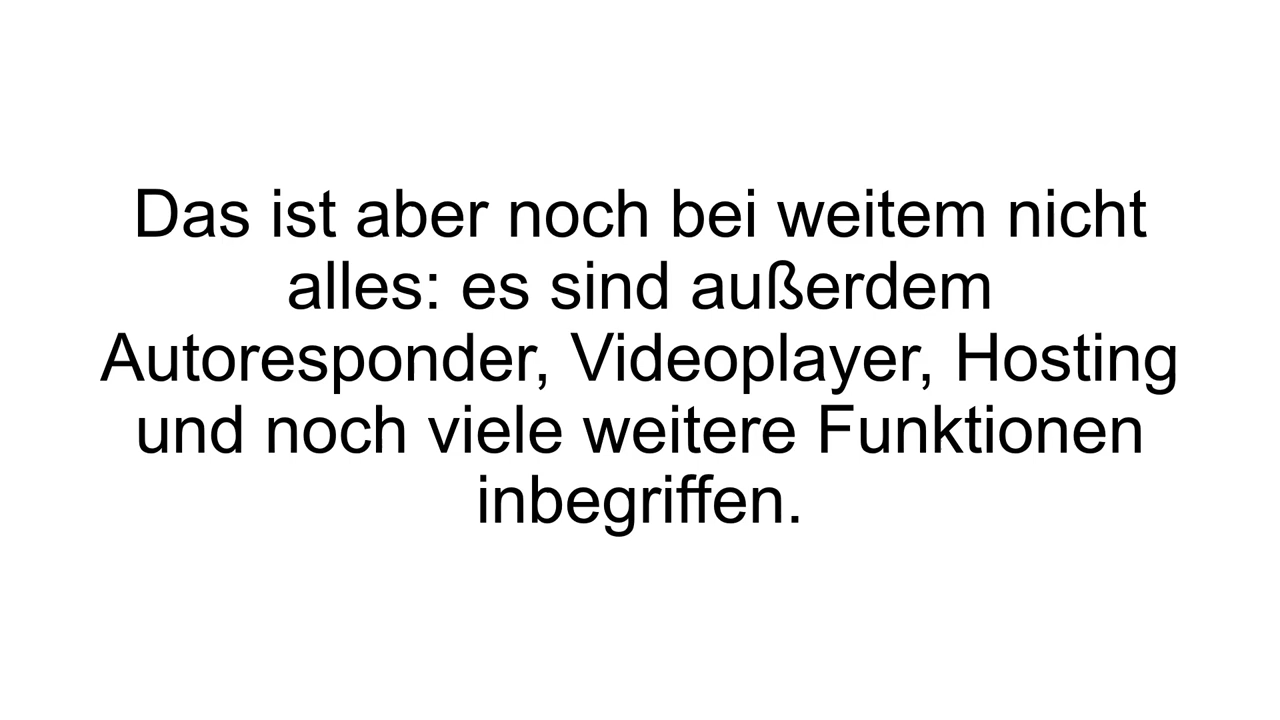 Das ist aber noch bei weitem nicht
alles: es sind außerdem
Autoresponder, Videoplayer, Hosting
und noch viele weitere Funktionen
inbegriffen.